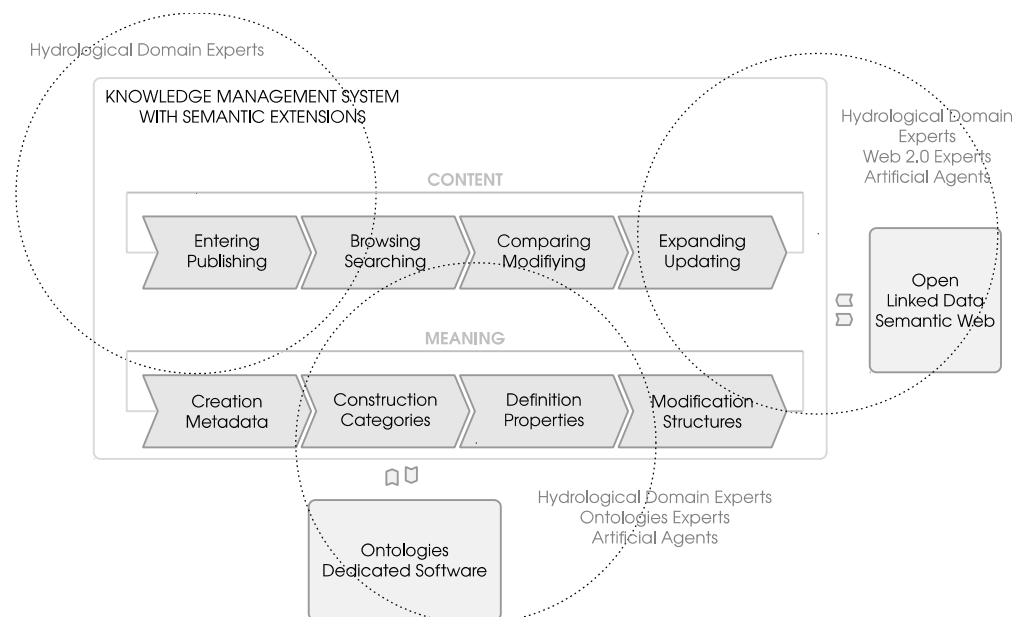 Hydrological Domain Experts
KNOWLEDGE MANAGEMENT SYSTEM
WITH SEMANTIC EXTENSIONS
CONTENT
Entering
Publishing
Browsing
Searching
Comparing
Modifiying
Expanding
Updating
Hydrological Domain
Experts
Web 2.0 Experts
Artificial Agents
Open
Linked Data
Semantic Web
MEANING
Creation
Metadata
Construction
Categories
Definition
Properties
Modification
Structures
Hydrological Domain Experts
Ontologies Experts
Artificial Agents
Ontologies
Dedicated Software